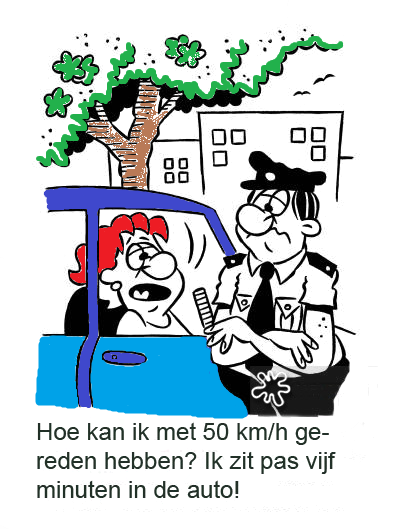 Hoe kan ik met 50 km/h ge-
reden hebben? Ik zit pas vijf
minuten in de auto!